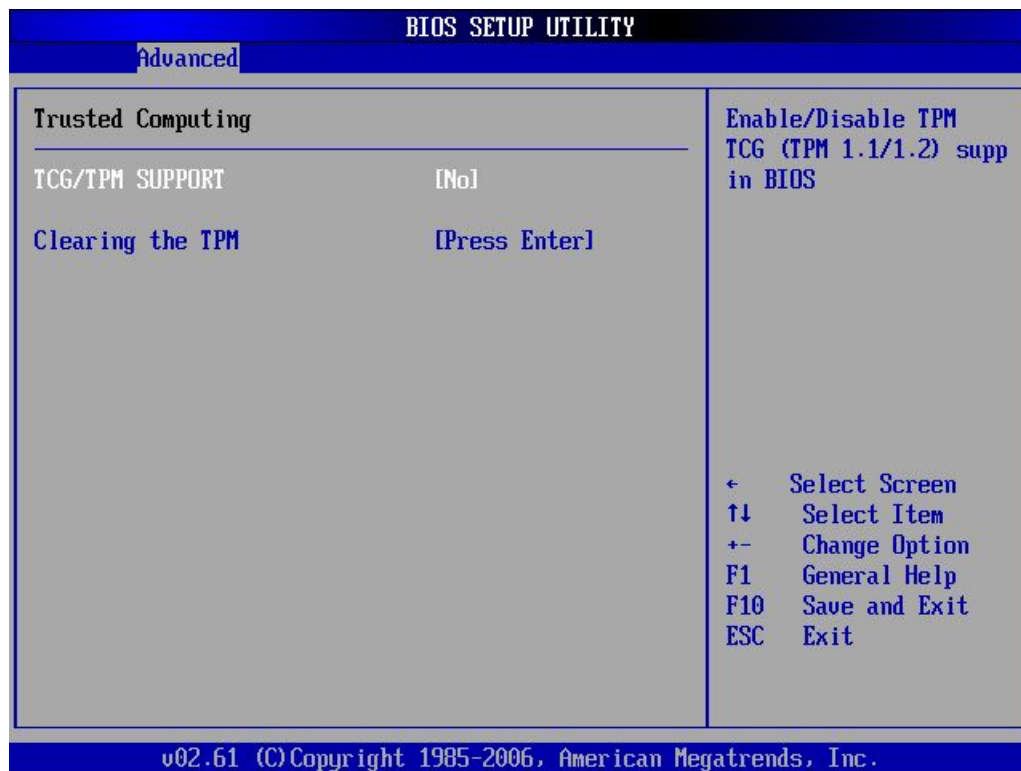 BIOS SETUP UTILITY
Advanced
Trusted Computing
TCG/TPM SUPPORT [No]
Clearing the TPM [Press Enter]
Enable/Disable TPM
TCG (TPM 1.1/1.2) supp
in BIOS
← Select Screen
↑↓ Select Item
+- Change Option
F1 General Help
F10 Save and Exit
ESC Exit
v02.61 (C)Copyright 1985-2006, American Megatrends, Inc.